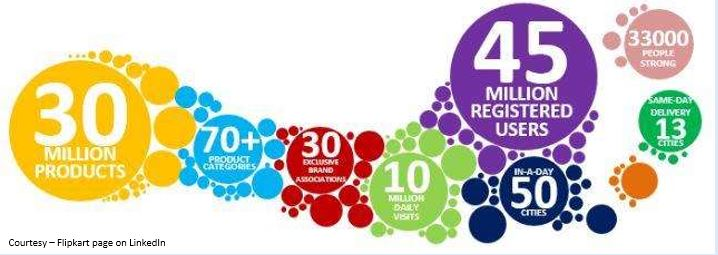 30
MILLION
PRODUCTS
70+
PRODUCT
CATEGORIES
30
EXCLUSIVE
BRAND
ASSOCIATIONS
10
MILLION
DAILY
VISITS
45
MILLION
REGISTERED
USERS
IN-A-DAY
50
CITIES
33000
PEOPLE
STRONG
SAME-DAY
DELIVERY
13
CITIES
Courtesy – Flipkart page on LinkedIn